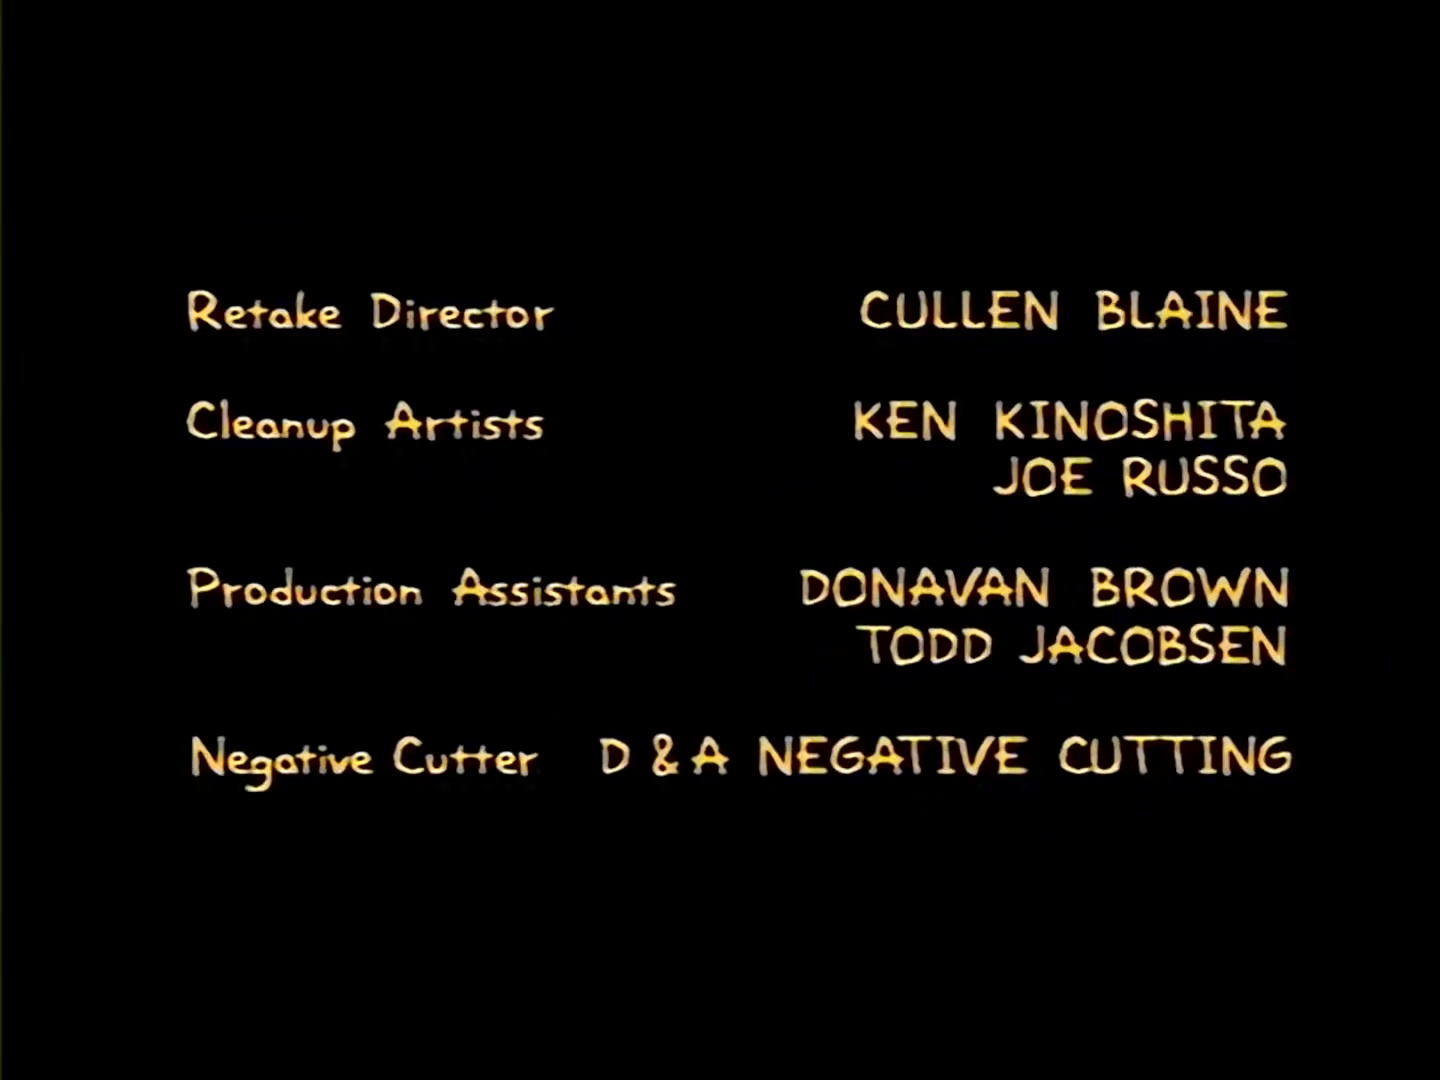 Retake Director CULLEN BLAINE
Cleanup Artists KEN KINOSHITA
JOE RUSSO
Production Assistants DONAVAN BROWN
TODD JACOBSEN
Negative Cutter D & A NEGATIVE CUTTING